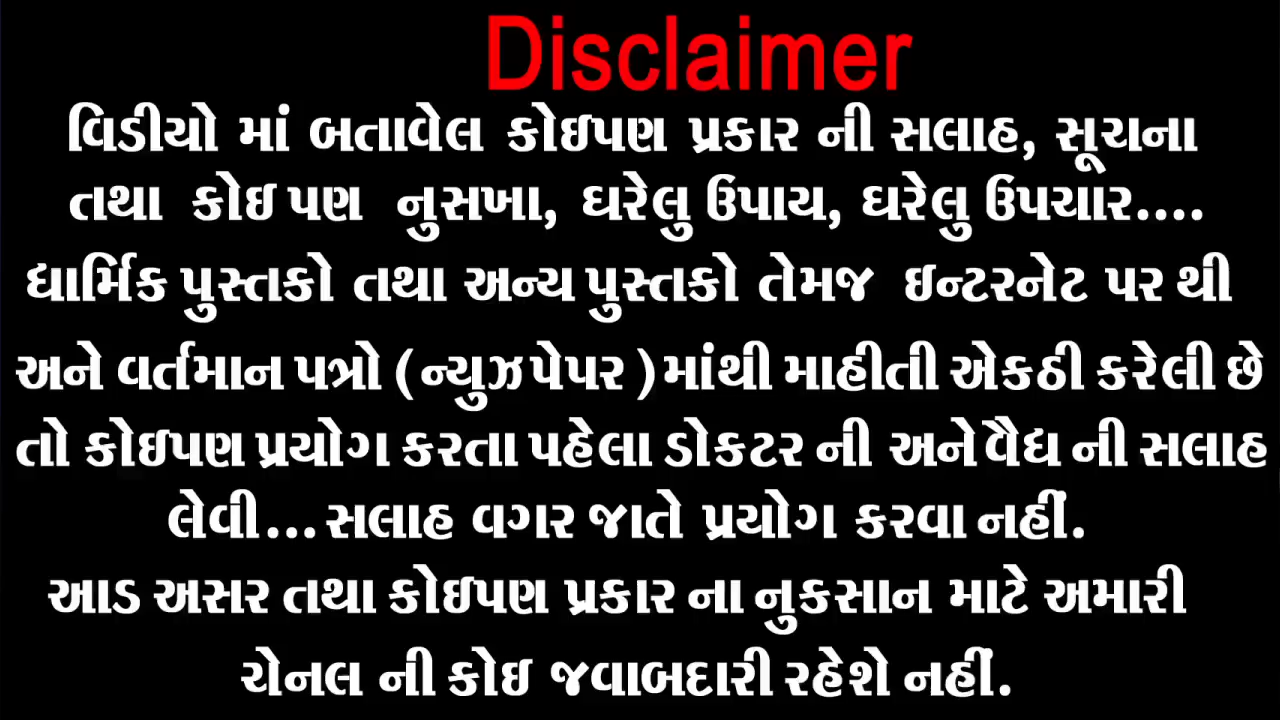 Disclaimer
વિડીયો માં બતાવેલ કોઇપણ પ્રકાર ની સલાહ, સૂચના
તથા કોઇ પણ નુસખા, ઘરેલુ ઉપાય, ઘરેલુ ઉપચાર....
ધાર્મિક પુસ્તકો તથા અન્ય પુસ્તકો તેમજ ઇન્ટરનેટ પર થી
અને વર્તમાન પત્રો ( ન્યુઝપેપર ) માંથી માહીતી એકઠી કરેલી છે
તો કોઇપણ પ્રયોગ કરતા પહેલા ડોકટર ની અને વૈદ્ય ની સલાહ
લેવી... સલાહ વગર જાતે પ્રયોગ કરવા નહીં.
આડ અસર તથા કોઇપણ પ્રકાર ના નુકસાન માટે અમારી
ચેનલ ની કોઇ જવાબદારી રહેશે નહીં.